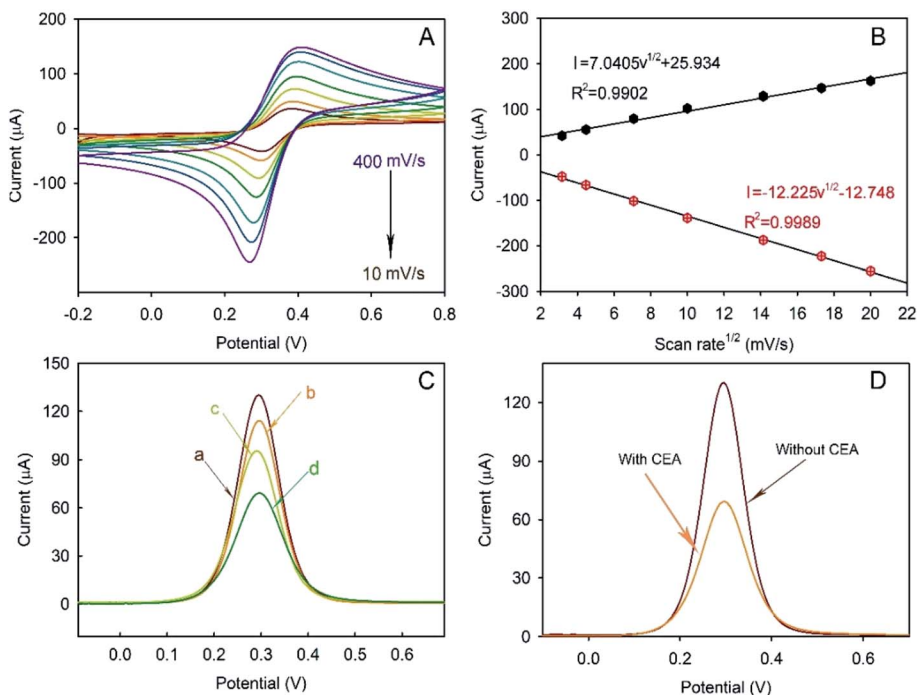 A
200
100
0
-100
-200
Current (μA)
400 mV/s
10 mV/s
-0.2 0.0 0.2 0.4 0.6 0.8
Potential (V)
B
300
200
100
0
-100
-200
-300
Current (μA)
I=7.0405v1/2+25.934
R2=0.9902
I=-12.225v1/2-12.748
R2=0.9989
2 4 6 8 10 12 14 16 18 20 22
Scan rate1/2 (mV/s)
C
150
120
90
60
30
0
Current (μA)
a
b
c
d
0.0 0.1 0.2 0.3 0.4 0.5 0.6
Potential (V)
D
120
90
60
30
0
Current (μA)
With CEA
Without CEA
0.0 0.2 0.4 0.6
Potential (V)